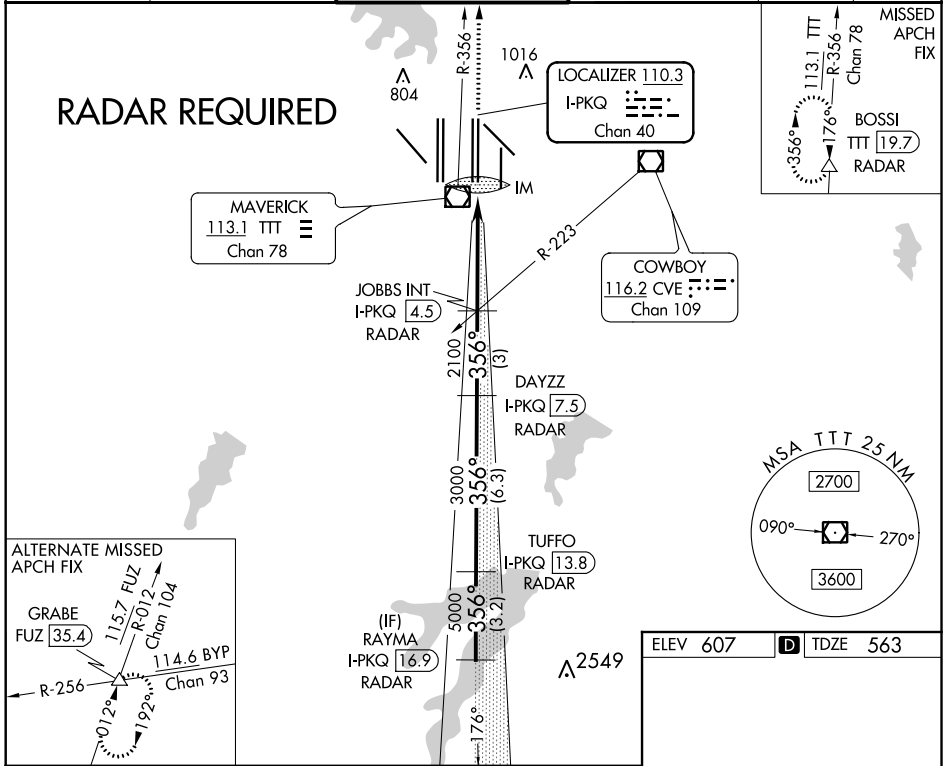 RADAR REQUIRED
804
R-356
1016
LOCALIZER 110.3
I-PKQ
Chan 40
MISSED
APCH
FIX
113.1 TTT
R-356
Chan 78
356°
176°
BOSSI
TTT 19.7
RADAR
IM
MAVERICK
113.1 TTT
Chan 78
R-223
COWBOY
116.2 CVE
Chan 109
JOBBS INT
I-PKQ 4.5
RADAR
2100
356°
(3)
DAYZZ
I-PKQ 7.5
RADAR
3000
356°
(6.3)
MSA TTT 25 NM
2700
090°
270°
3600
TUFFO
I-PKQ 13.8
RADAR
5000
356°
(3.2)
(IF)
RAYMA
I-PKQ 16.9
RADAR
2549
176°
ALTERNATE MISSED
APCH FIX
GRABE
FUZ 35.4
115.7 FUZ
R-012
Chan 104
114.6 BYP
Chan 93
R-256
012°
192°
ELEV 607
D
TDZE 563